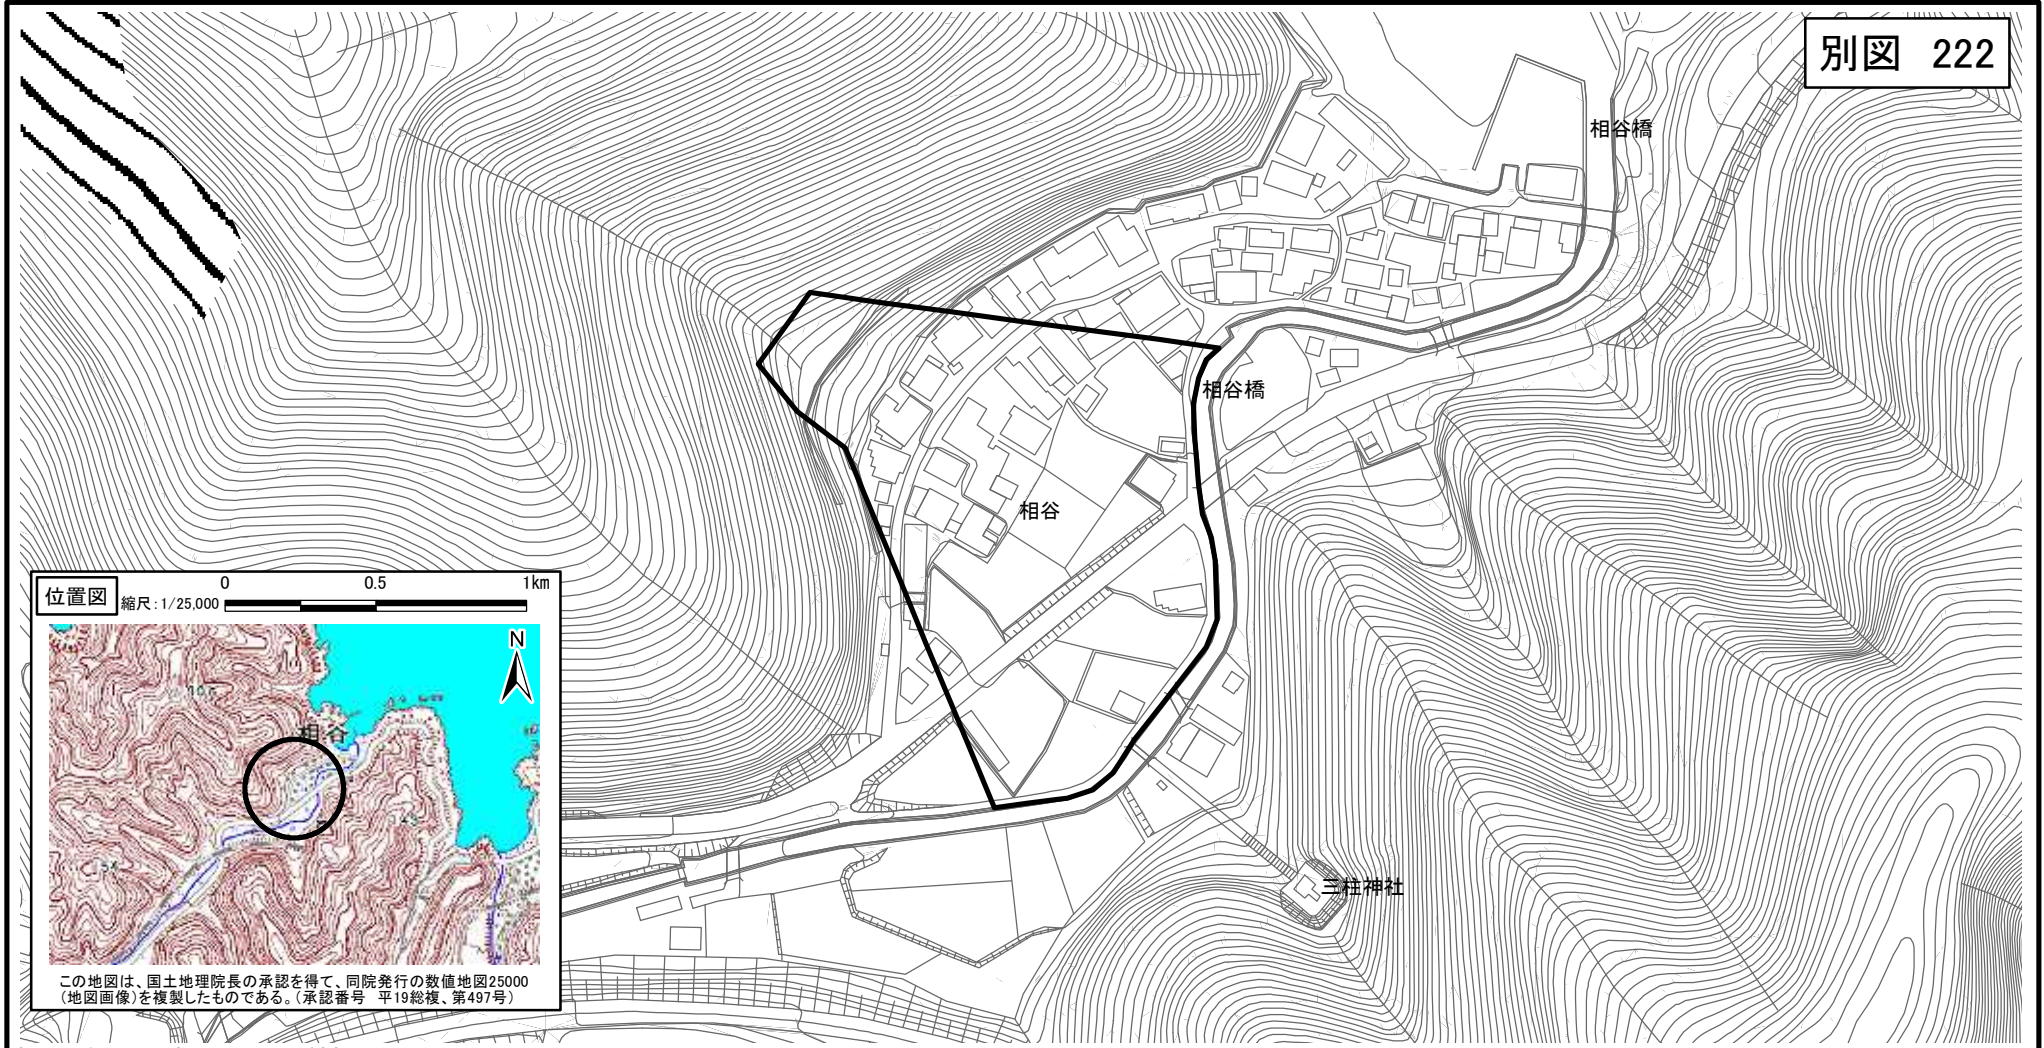 別図 222
相谷橋
相谷橋
相谷
三柱神社
位置図
縮尺：1/25,000
0 0.5 1km
N
相谷
この地図は、国土地理院長の承認を得て、同院発行の数値地図25000
（地図画像）を複製したものである。（承認番号 平19総複、第497号）